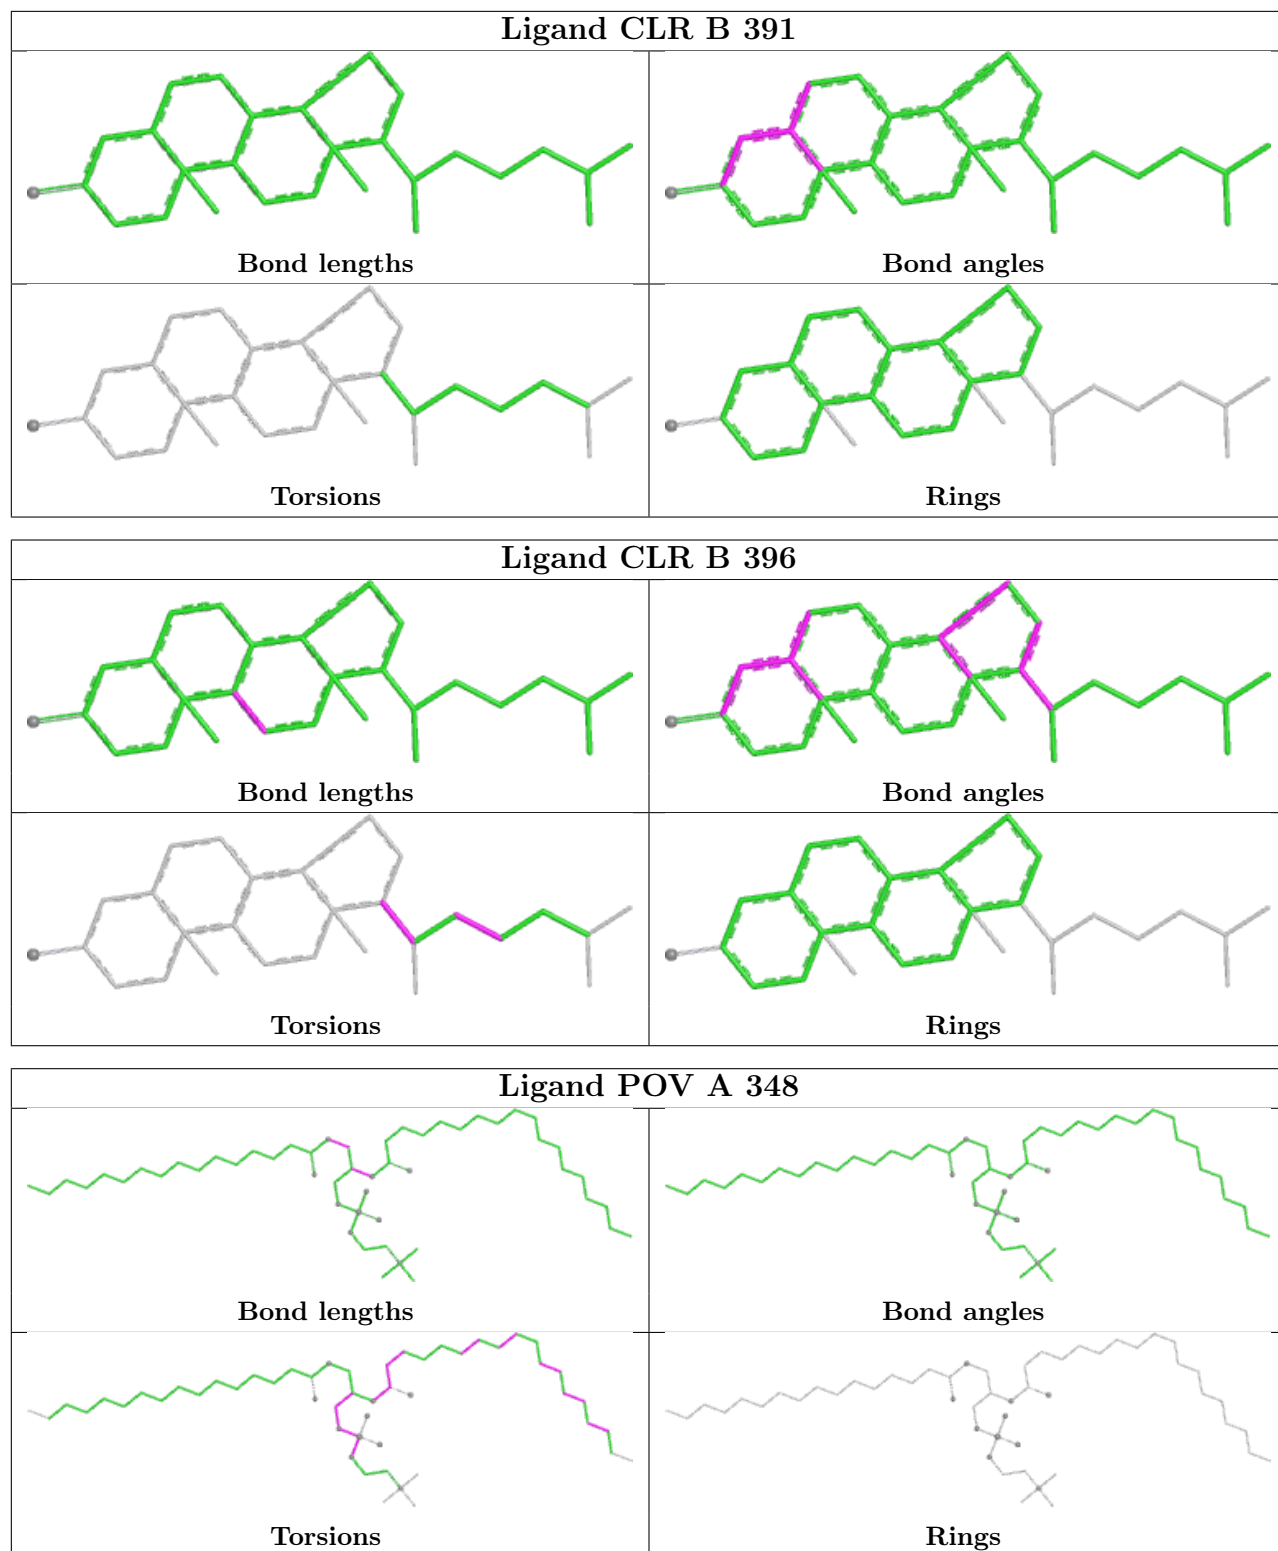 Ligand CLR B 391
Bond lengths
Bond angles
Torsions
Rings
Ligand CLR B 396
Bond lengths
Bond angles
Torsions
Rings
Ligand POV A 348
Bond lengths
Bond angles
Torsions
Rings